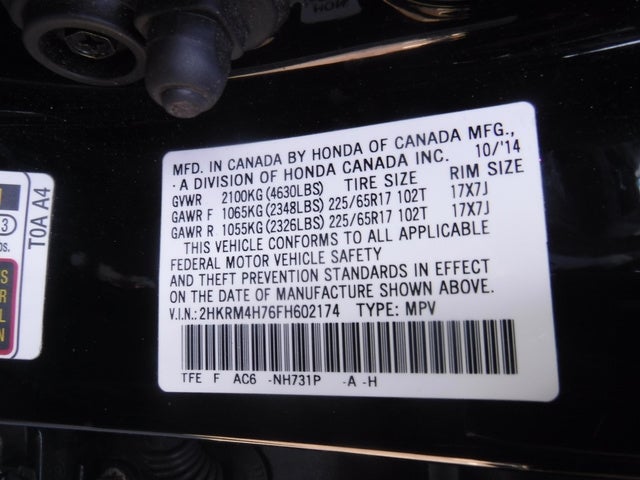 MFD. IN CANADA BY HONDA OF CANADA MFG.,
·A DIVISION OF HONDA CANADA INC. 10/'14
GVWR 2100KG (4630LBS) TIRE SIZE RIM SIZE
GAWR F 1065KG (2348LBS) 225/65R17 102T 17X7J
GAWR R 1055KG (2326LBS) 225/65R17 102T 17X7J
THIS VEHICLE CONFORMS TO ALL APPLICABLE
FEDERAL MOTOR VEHICLE SAFETY
AND THEFT PREVENTION STANDARDS IN EFFECT
ON THE DATE OF MANUFACTURE SHOWN ABOVE.
V.I.N.:2HKRM4H76FH602174 TYPE: MPV
TFE F AC6 -NH731P -A -H
TOA A4
3